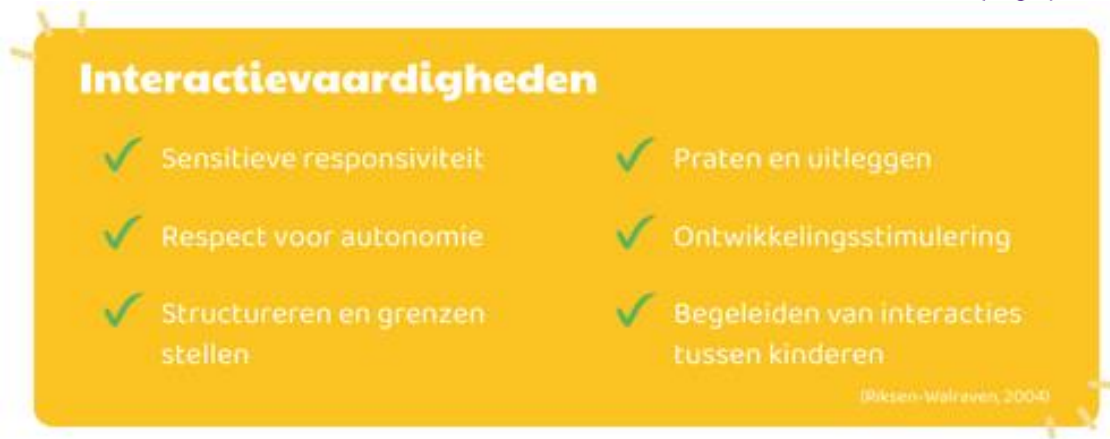 Interactievaardigheden
Sensitieve responsiviteit
Respect voor autonomie
Structureren en grenzen
stellen
Praten en uitleggen
Ontwikkelingsstimulering
Begeleiden van interacties
tussen kinderen
(Riksen-Walraven, 2004)